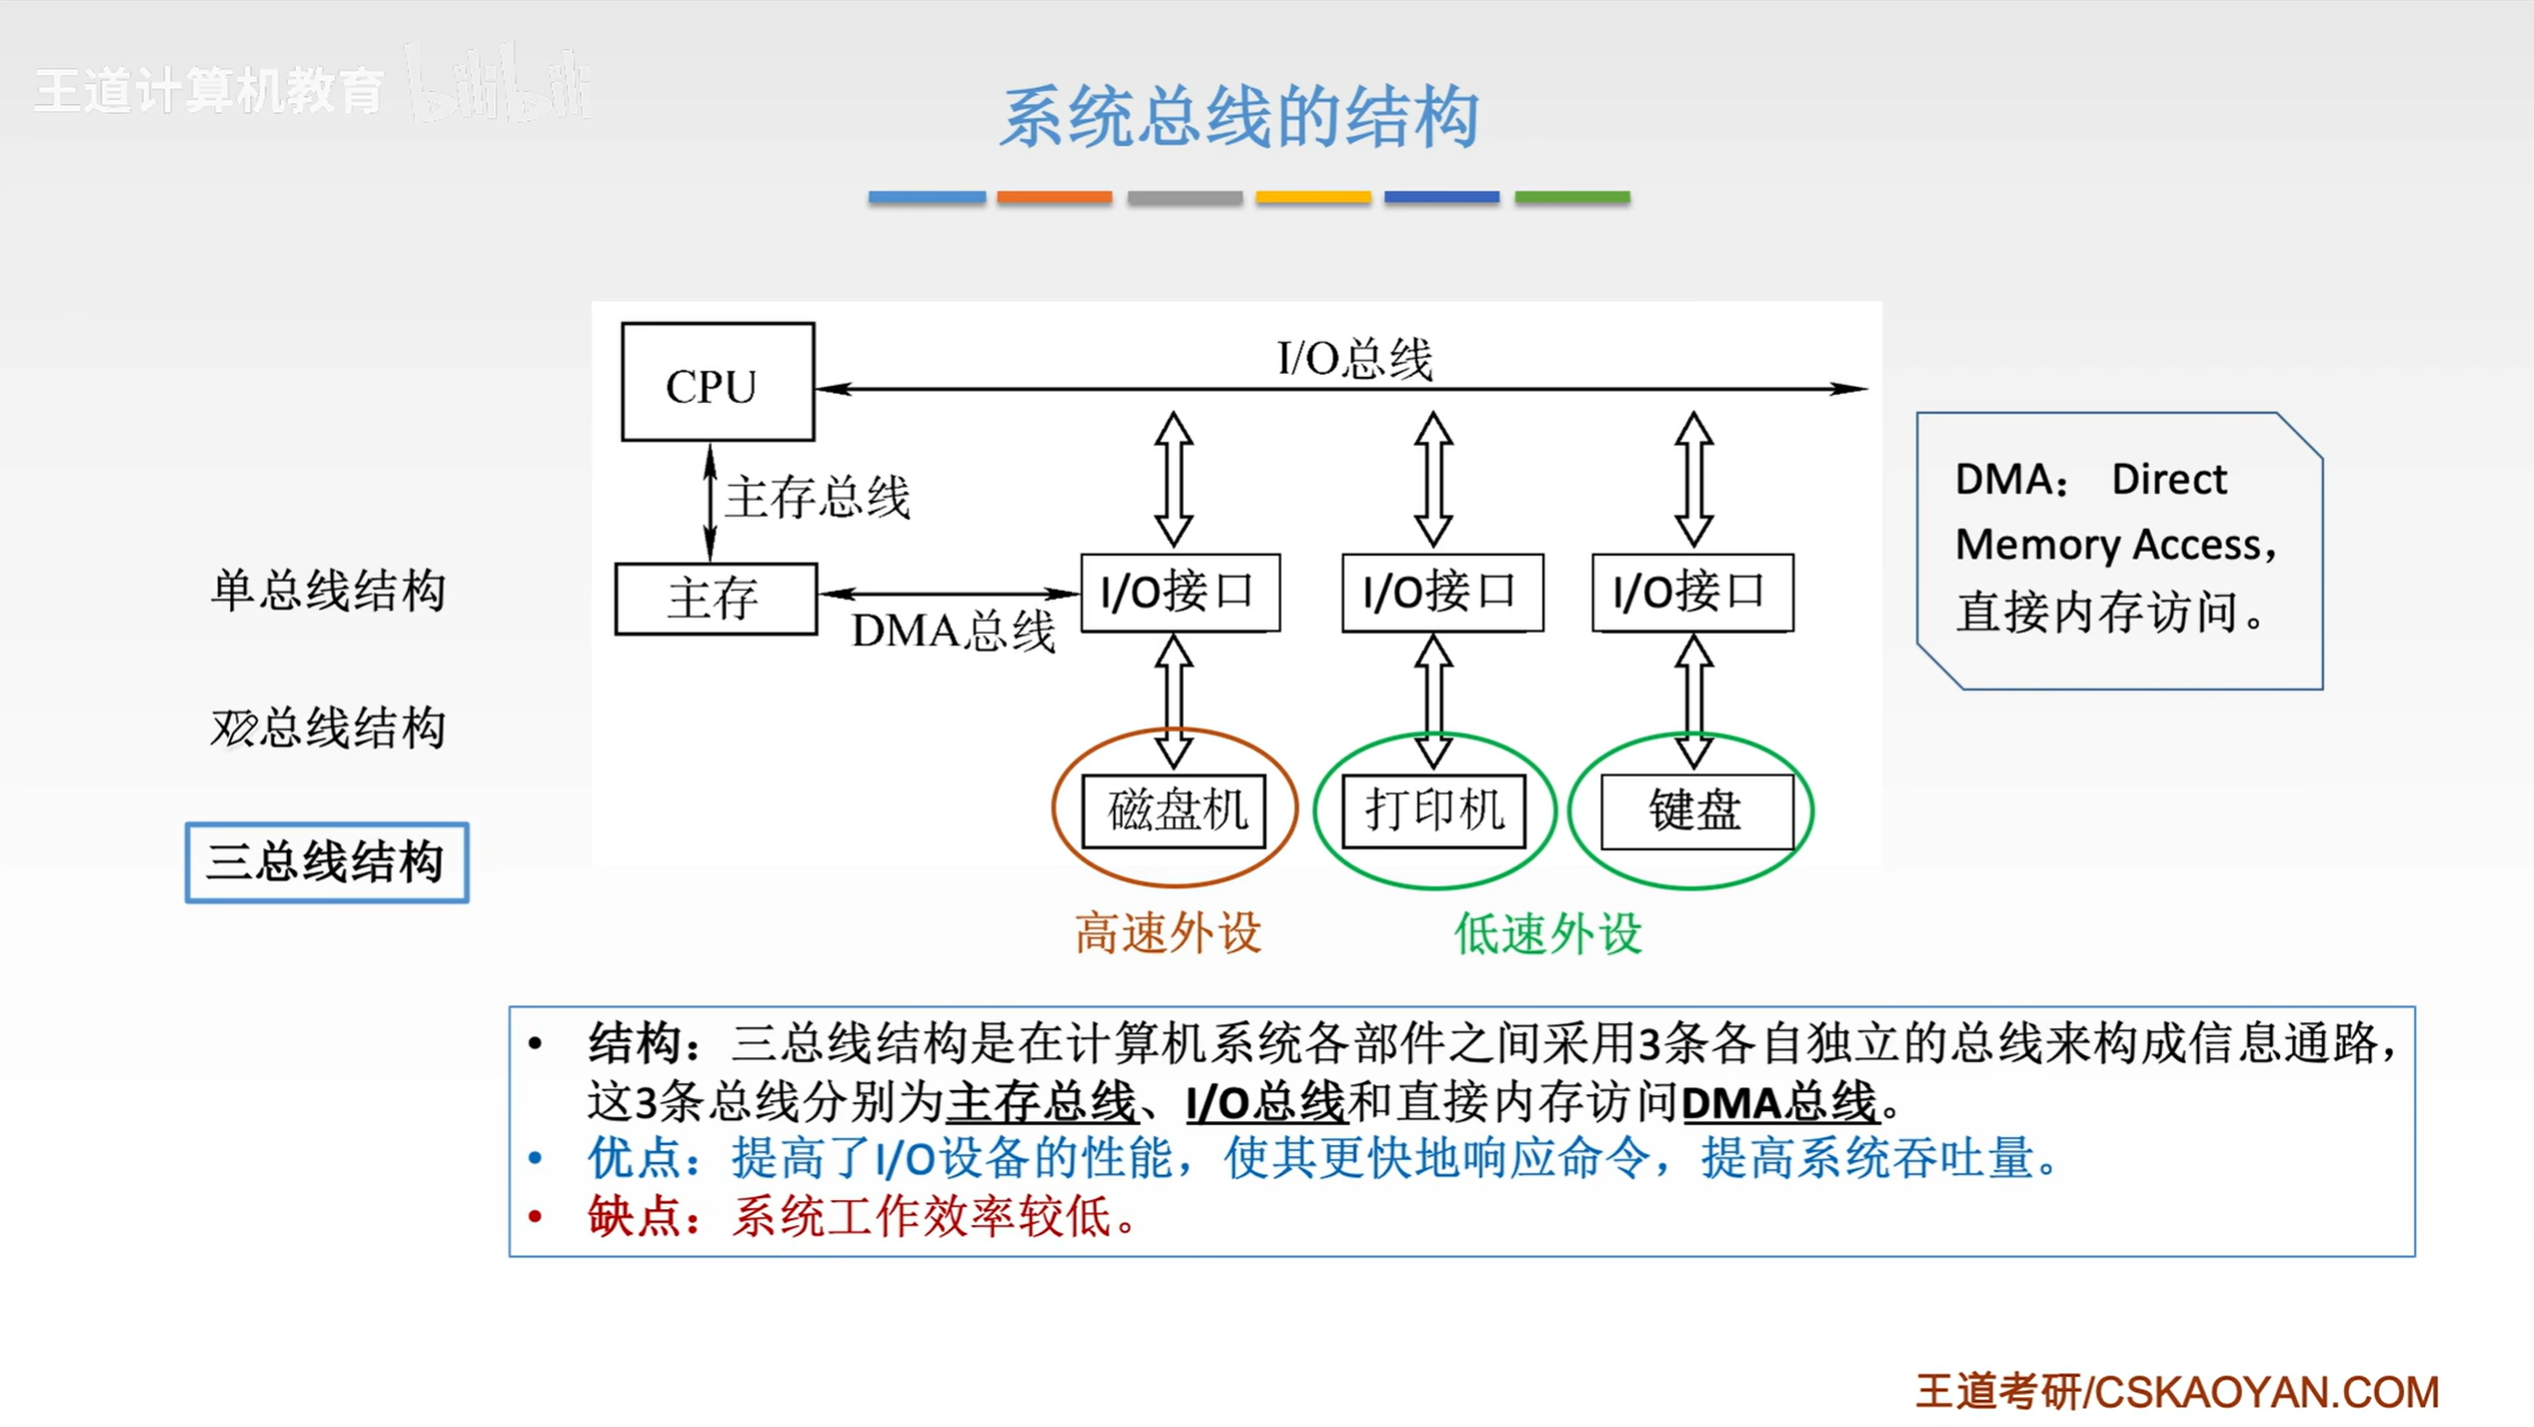 王道计算机教育 bilibili
系统总线的结构
CPU
I/O总线
主存总线
主存
DMA总线
I/O接口
I/O接口
I/O接口
磁盘机
打印机
键盘
高速外设
低速外设
DMA： Direct
Memory Access，
直接内存访问。
单总线结构
双总线结构
三总线结构
• 结构：三总线结构是在计算机系统各部件之间采用3条各自独立的总线来构成信息通路，
这3条总线分别为主存总线、I/O总线和直接内存访问DMA总线。
• 优点：提高了I/O设备的性能，使其更快地响应命令，提高系统吞吐量。
• 缺点：系统工作效率较低。
王道考研/CSKAOYAN.COM